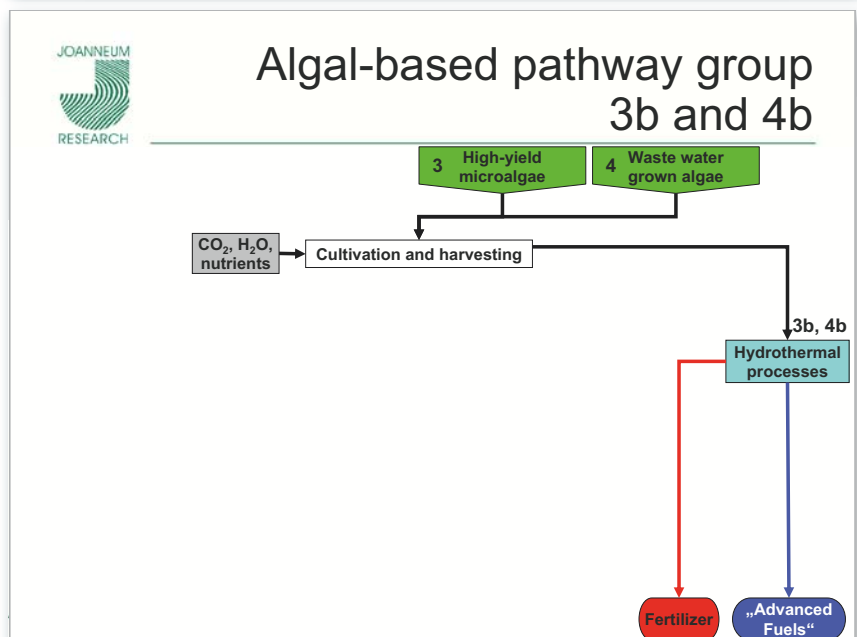 JOANNEUM
RESEARCH
Algal-based pathway group
3b and 4b
3 High-yield
microalgae
4 Waste water
grown algae
CO₂, H₂O,
nutrients
Cultivation and harvesting
3b, 4b
Hydrothermal
processes
Fertilizer
„Advanced
Fuels“